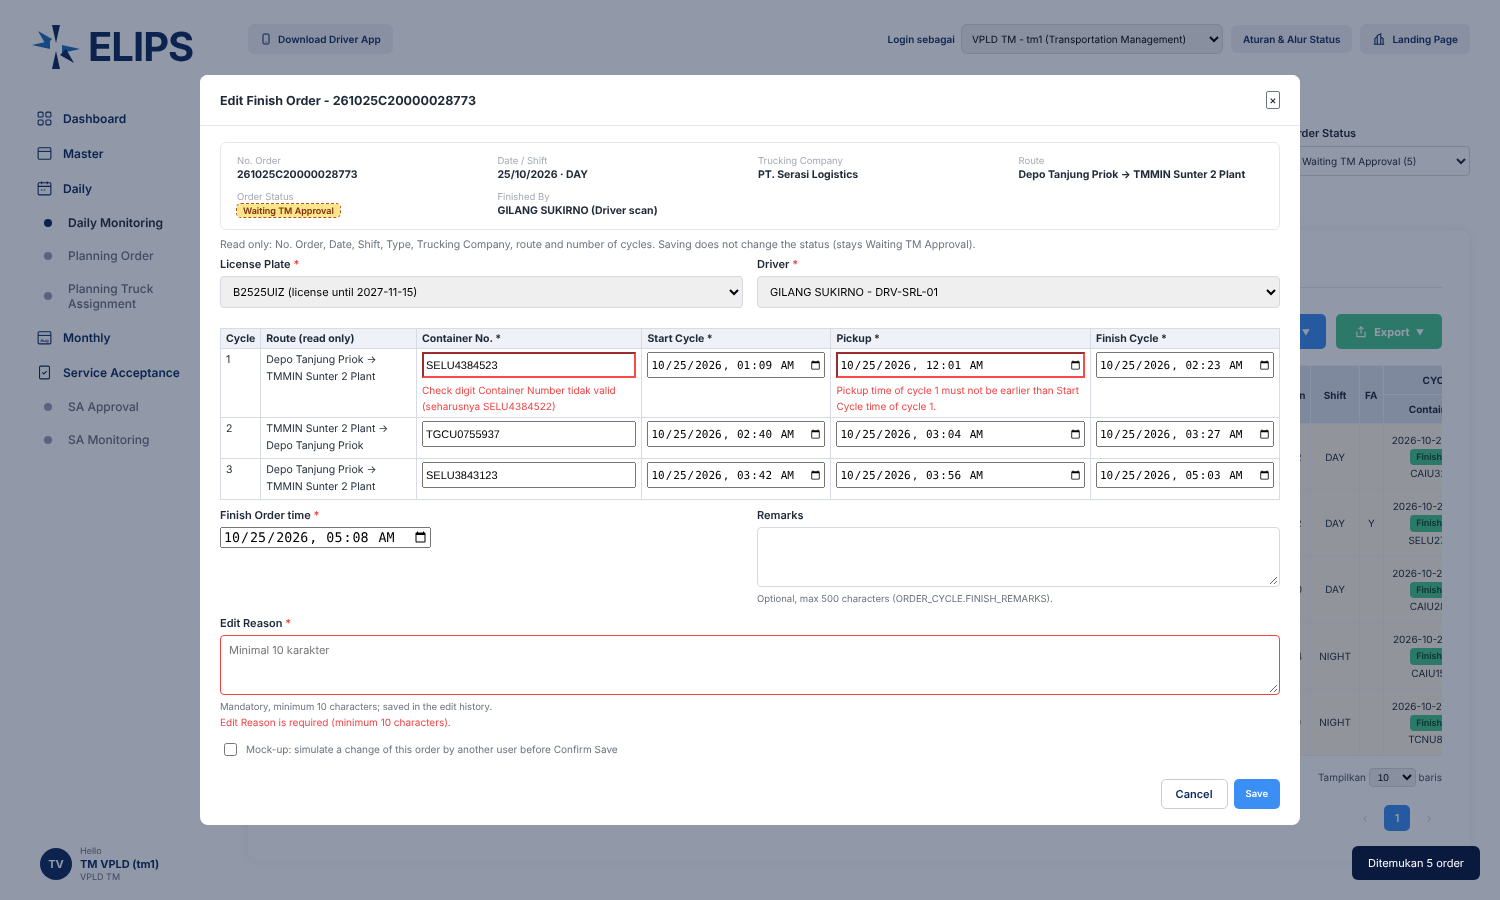 ELIPS
Download Driver App
Login sebagai
VPLD TM - tm1 (Transportation Management)
Aturan & Alur Status
Landing Page
Dashboard
Master
Daily
Daily Monitoring
Planning Order
Planning Truck
Assignment
Monthly
Service Acceptance
SA Approval
SA Monitoring
Hello
TV
TM VPLD (tm1)
VPLD TM
Edit Finish Order - 261025C20000028773
×
No. Order
261025C20000028773
Date / Shift
25/10/2026 · DAY
Trucking Company
PT. Serasi Logistics
Route
Depo Tanjung Priok → TMMIN Sunter 2 Plant
Order Status
Waiting TM Approval
Finished By
GILANG SUKIRNO (Driver scan)
Read only: No. Order, Date, Shift, Type, Trucking Company, route and number of cycles. Saving does not change the status (stays Waiting TM Approval).
License Plate *
B2525UIZ (license until 2027-11-15)
Driver *
GILANG SUKIRNO - DRV-SRL-01
Cycle Route (read only) Container No. * Start Cycle * Pickup * Finish Cycle *
1
Depo Tanjung Priok →
TMMIN Sunter 2 Plant
SELU4384523
Check digit Container Number tidak valid
(seharusnya SELU4384522)
10/25/2026, 01:09 AM
10/25/2026, 12:01 AM
Pickup time of cycle 1 must not be earlier than Start
Cycle time of cycle 1.
10/25/2026, 02:23 AM
2
TMMIN Sunter 2 Plant →
Depo Tanjung Priok
TGCU0755937
10/25/2026, 02:40 AM
10/25/2026, 03:04 AM
10/25/2026, 03:27 AM
3
Depo Tanjung Priok →
TMMIN Sunter 2 Plant
SELU3843123
10/25/2026, 03:42 AM
10/25/2026, 03:56 AM
10/25/2026, 05:03 AM
Finish Order time *
10/25/2026, 05:08 AM
Remarks
Optional, max 500 characters (ORDER_CYCLE.FINISH_REMARKS).
Edit Reason *
Minimal 10 karakter
Mandatory, minimum 10 characters; saved in the edit history.
Edit Reason is required (minimum 10 characters).
Mock-up: simulate a change of this order by another user before Confirm Save
Cancel
Save
Status
Waiting TM Approval (5)
Export ▼
Shift FA
DAY
DAY Y
DAY
NIGHT
NIGHT
Tampilkan 10 baris
‹ 1 ›
Ditemukan 5 order